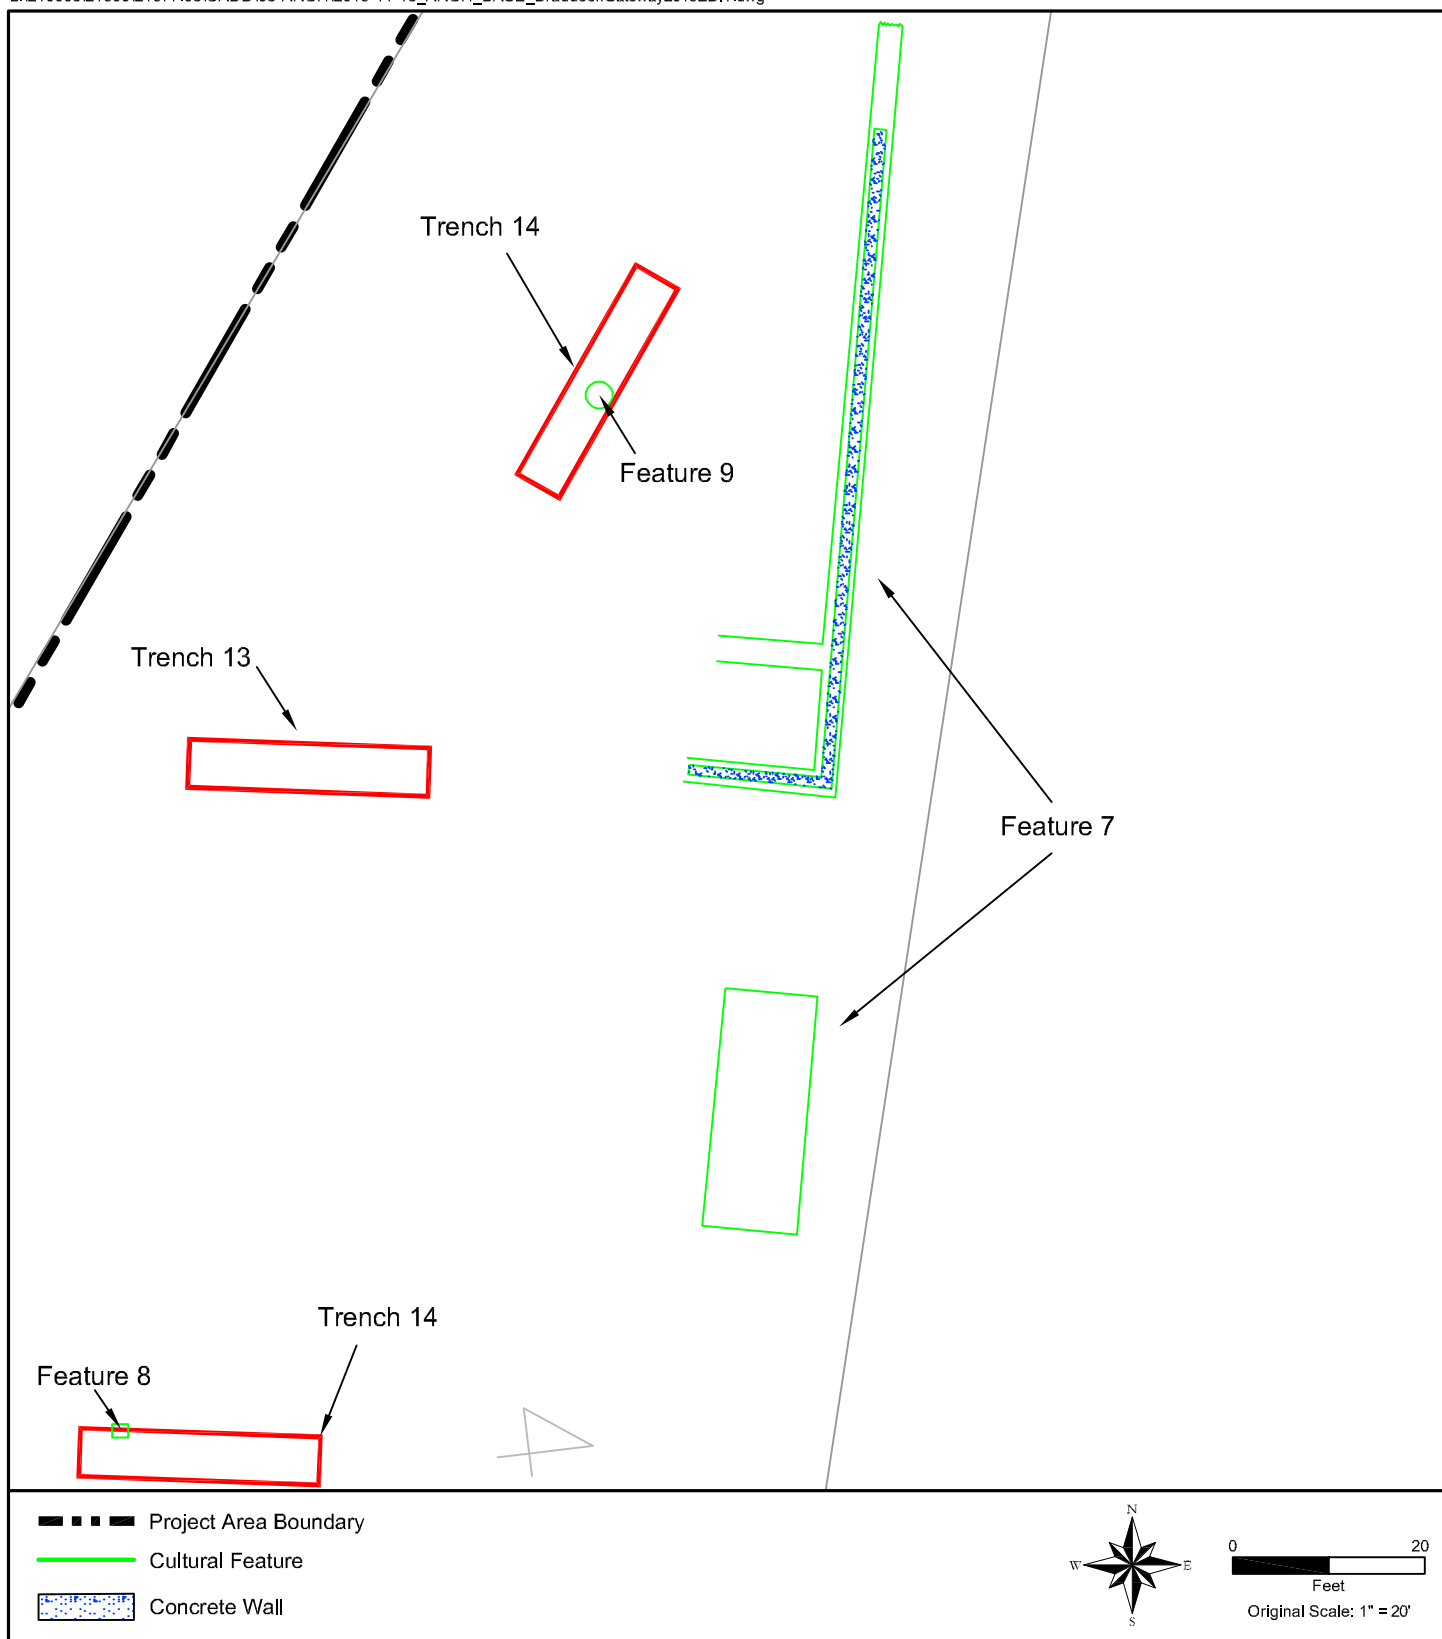 Trench 14
Feature 9
Trench 13
Feature 7
Trench 14
Feature 8
Project Area Boundary
Cultural Feature
Concrete Wall
N
W E
S
0 20
Feet
Original Scale: 1" = 20'